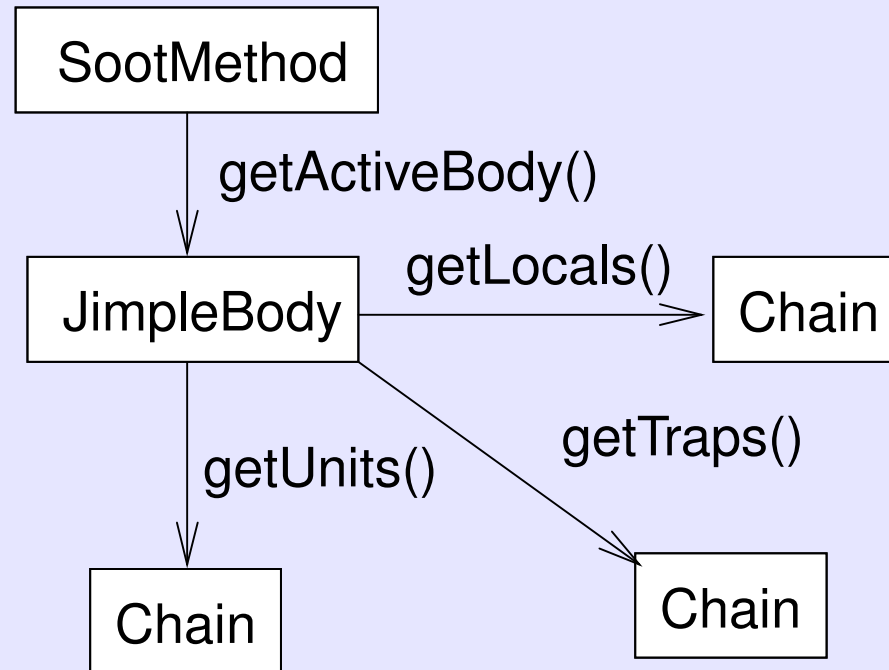 SootMethod
getActiveBody()
getLocals()
JimpleBody
Chain
getTraps()
getUnits()
Chain
Chain